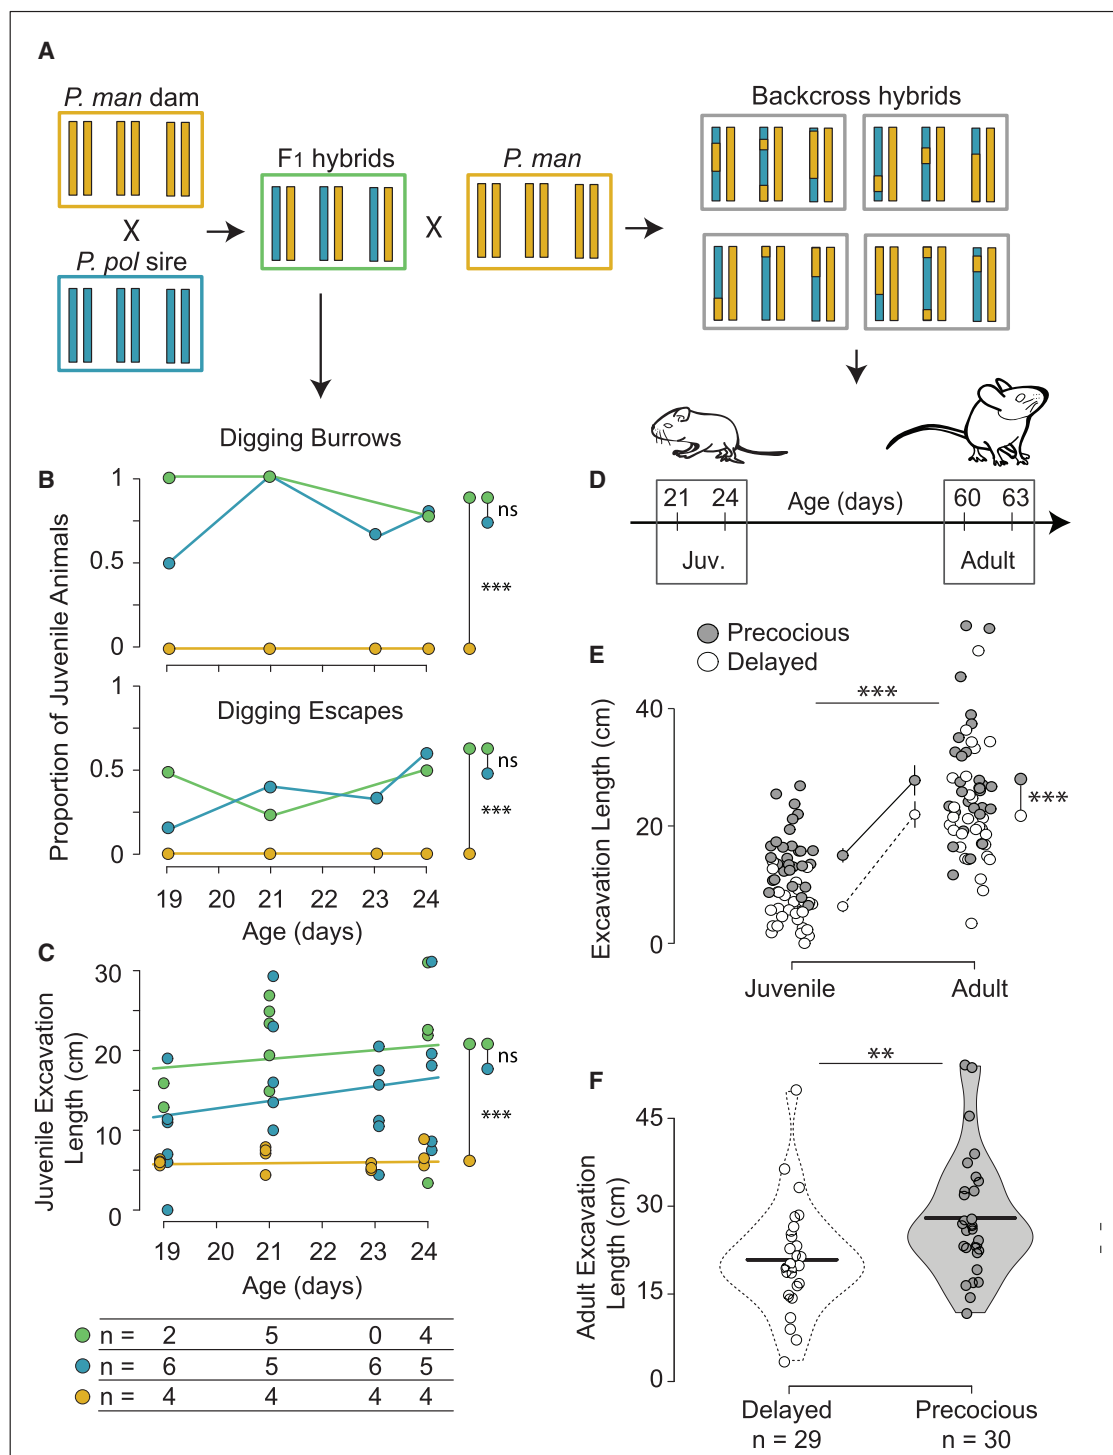 A
P. man dam
X
P. pol sire
F1 hybrids
X
P. man
Backcross hybrids
Digging Burrows
B
Proportion of Juvenile Animals
1
0.5
0
ns
***
Digging Escapes
1
0.5
0
ns
***
19 20 21 22 23 24
Age (days)
C
Juvenile Excavation
Length (cm)
30
20
10
0
ns
***
19 20 21 22 23 24
Age (days)
n = 2 5 0 4
n = 6 5 6 5
n = 4 4 4 4
D
21 24
Age (days)
60 63
Juv.
Adult
E
Precocious
Delayed
Excavation Length (cm)
40
20
0
***
***
Juvenile Adult
F
Adult Excavation
Length (cm)
45
30
15
0
**
Delayed Precocious
n = 29 n = 30